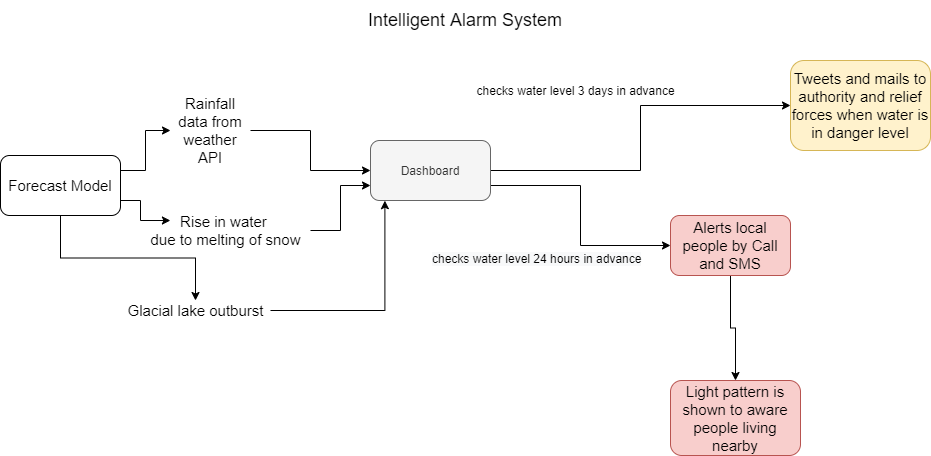 Intelligent Alarm System
checks water level 3 days in advance
Tweets and mails to
authority and relief
forces when water is
in danger level
Rainfall
data from
weather
API
Dashboard
Forecast Model
Rise in water
due to melting of snow
Alerts local
people by Call
and SMS
checks water level 24 hours in advance
Glacial lake outburst
Light pattern is
shown to aware
people living
nearby